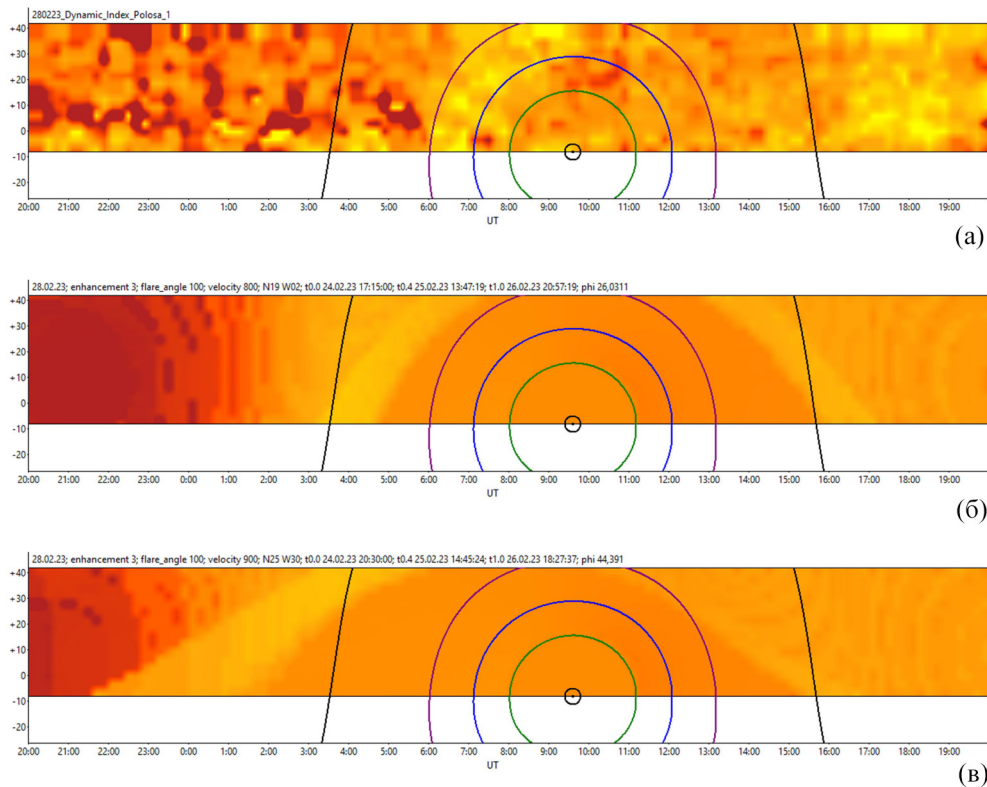 280223_Dynamic_Index_Polosa_1
+40
+30
+20
+10
0
-10
-20
20:00 21:00 22:00 23:00 0:00 1:00 2:00 3:00 4:00 5:00 6:00 7:00 8:00 9:00 10:00 11:00 12:00 13:00 14:00 15:00 16:00 17:00 18:00 19:00
UT
(а)
28.02.23; enhancement 3; flare_angle 100; velocity 800; N19 W02; t0.0 24.02.23 17:15:00; t0.4 25.02.23 13:47:19; t1.0 26.02.23 20:57:19; phi 26,0311
+40
+30
+20
+10
0
-10
-20
20:00 21:00 22:00 23:00 0:00 1:00 2:00 3:00 4:00 5:00 6:00 7:00 8:00 9:00 10:00 11:00 12:00 13:00 14:00 15:00 16:00 17:00 18:00 19:00
UT
(б)
28.02.23; enhancement 3; flare_angle 100; velocity 900; N25 W30; t0.0 24.02.23 20:30:00; t0.4 25.02.23 14:45:24; t1.0 26.02.23 18:27:37; phi 44,391
+40
+30
+20
+10
0
-10
-20
20:00 21:00 22:00 23:00 0:00 1:00 2:00 3:00 4:00 5:00 6:00 7:00 8:00 9:00 10:00 11:00 12:00 13:00 14:00 15:00 16:00 17:00 18:00 19:00
UT
(в)